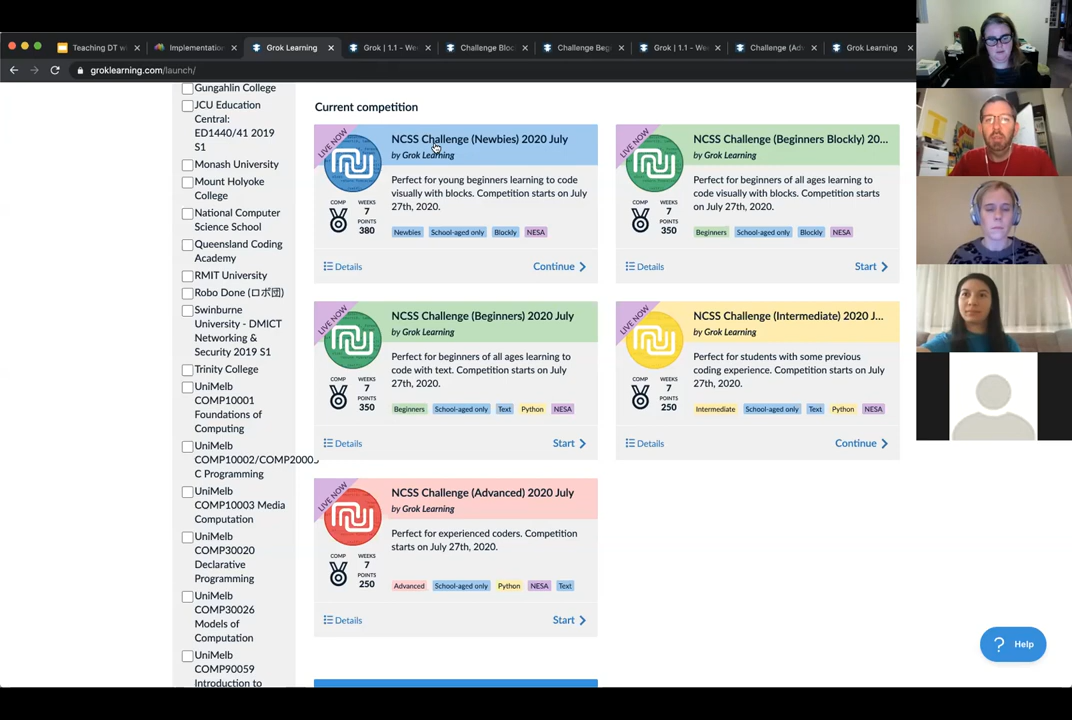 Teaching DT w
Implementation
Grok Learning
Grok | 1.1 - We
Challenge Bloc
Challenge Beg
Grok | 1.1 - We
Challenge (Adv
Grok Learning
groklearning.com/launch/
Gungahlin College
JCU Education
Central:
ED1440/41 2019
S1
Monash University
Mount Holyoke
College
National Computer
Science School
Queensland Coding
Academy
RMIT University
Robo Done (ロボ団)
Swinburne
University - DMICT
Networking &
Security 2019 S1
Trinity College
UniMelb
COMP10001
Foundations of
Computing
UniMelb
COMP10002/COMP20005
C Programming
UniMelb
COMP10003 Media
Computation
UniMelb
COMP30020
Declarative
Programming
UniMelb
COMP30026
Models of
Computation
UniMelb
COMP90059
Introduction to
Current competition
LIVE NOW
NCSS Challenge (Newbies) 2020 July
by Grok Learning
Perfect for young beginners learning to code
visually with blocks. Competition starts on July
27th, 2020.
COMP WEEKS
7
POINTS
380
Newbies School-aged only Blockly NESA
Details Continue
LIVE NOW
NCSS Challenge (Beginners Blockly) 20...
by Grok Learning
Perfect for beginners of all ages learning to
code visually with blocks. Competition starts
on July 27th, 2020.
COMP WEEKS
7
POINTS
350
Beginners School-aged only Blockly NESA
Details Start
LIVE NOW
NCSS Challenge (Beginners) 2020 July
by Grok Learning
Perfect for beginners of all ages learning to
code with text. Competition starts on July
27th, 2020.
COMP WEEKS
7
POINTS
350
Beginners School-aged only Text Python NESA
Details Start
LIVE NOW
NCSS Challenge (Intermediate) 2020 J...
by Grok Learning
Perfect for students with some previous
coding experience. Competition starts on July
27th, 2020.
COMP WEEKS
7
POINTS
250
Intermediate School-aged only Text Python NESA
Details Continue
LIVE NOW
NCSS Challenge (Advanced) 2020 July
by Grok Learning
Perfect for experienced coders. Competition
starts on July 27th, 2020.
COMP WEEKS
7
POINTS
250
Advanced School-aged only Python NESA Text
Details Start
? Help